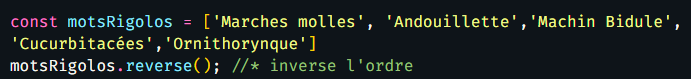 const motsRigolos = ['Marches molles', 'Andouillette','Machin Bidule',
'Cucurbitacées','Ornithorynque']
motsRigolos.reverse(); //* inverse l'ordre